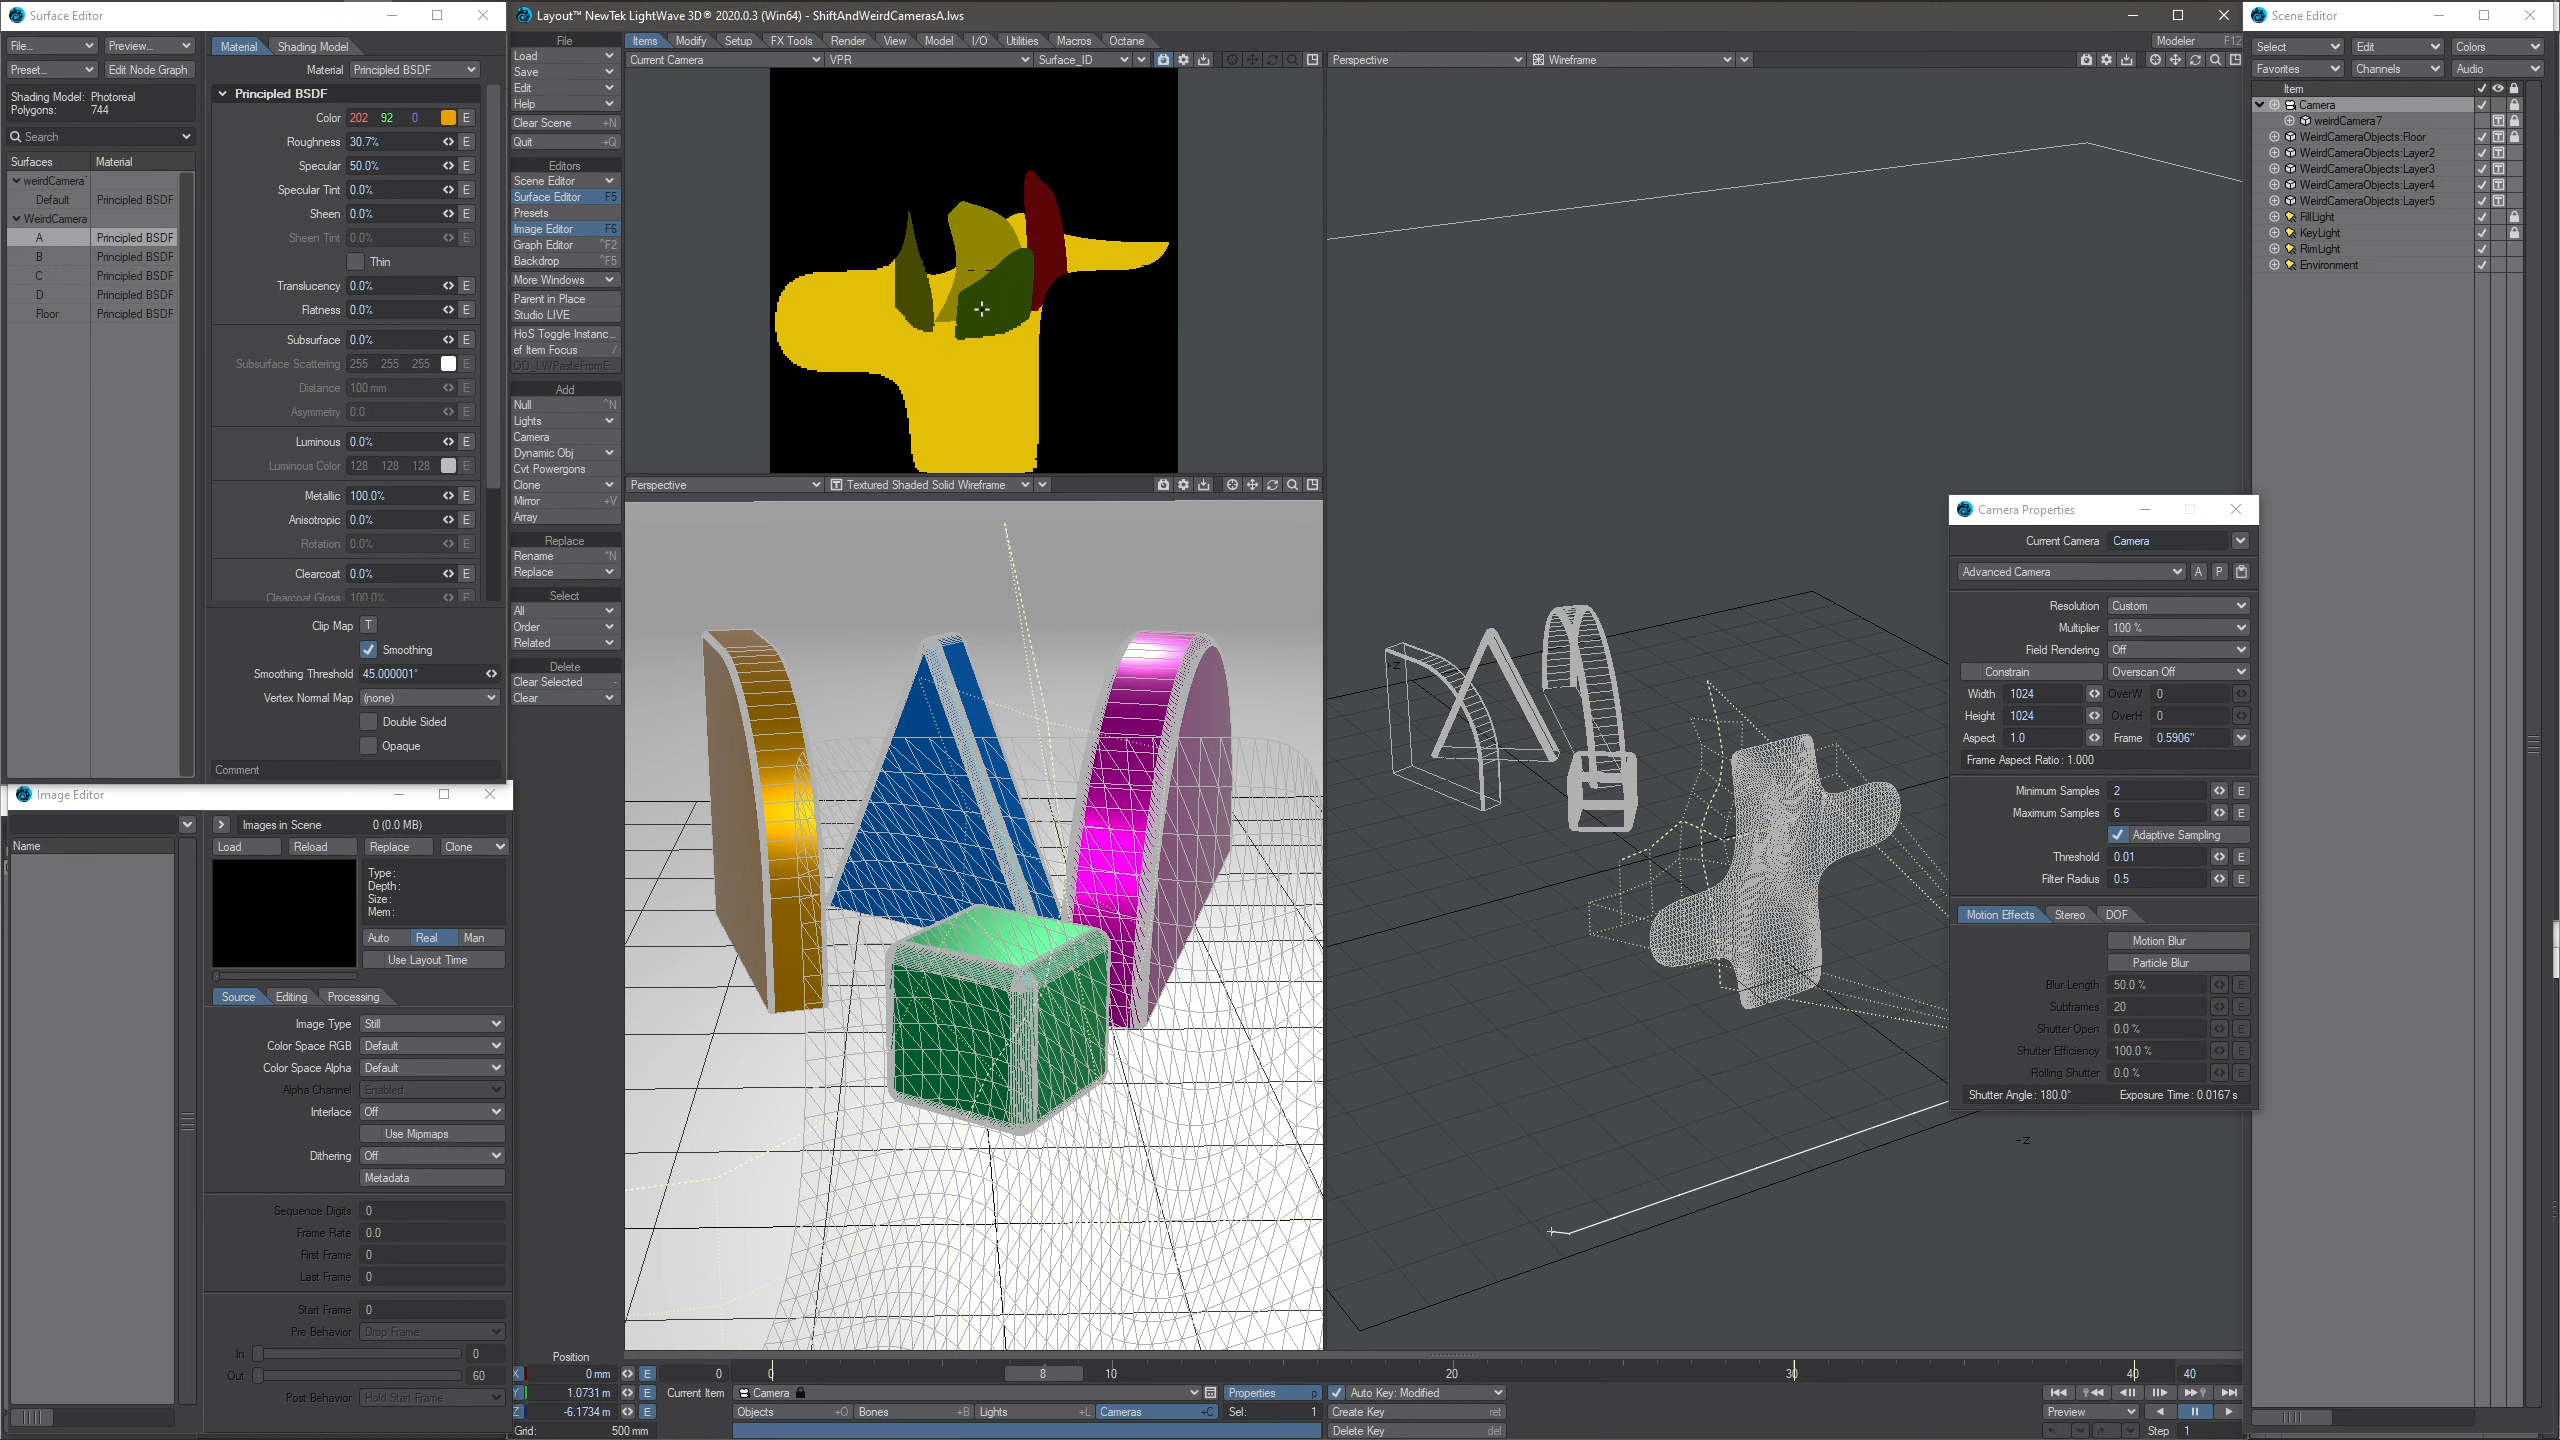 Surface Editor
Layout™ NewTek LightWave 3D® 2020.0.3 (Win64) - ShiftAndWeirdCamerasA.lws
Scene Editor
File...
Preview...
Preset...
Edit Node Graph
Shading Model: Photoreal
Polygons: 744
Search
Surfaces
Material
weirdCamera
Default Principled BSDF
WeirdCamera
A Principled BSDF
B Principled BSDF
C Principled BSDF
D Principled BSDF
Floor Principled BSDF
Material
Shading Model
Material Principled BSDF
Principled BSDF
Color 202 92 0 E
Roughness 30.7% E
Specular 50.0% E
Specular Tint 0.0% E
Sheen 0.0% E
Sheen Tint 0.0% E
Thin
Translucency 0.0% E
Flatness 0.0% E
Subsurface 0.0% E
Subsurface Scattering 255 255 255 E
Distance 100 mm E
Asymmetry 0.0 E
Luminous 0.0% E
Luminous Color 128 128 128 E
Metallic 100.0% E
Anisotropic 0.0% E
Rotation 0.0% E
Clearcoat 0.0% E
Clearcoat Gloss 100.0%
Clip Map T
Smoothing
Smoothing Threshold 45.000001°
Vertex Normal Map (none)
Double Sided
Opaque
Comment
Image Editor
Name
Images in Scene 0 (0.0 MB)
Load
Reload
Replace
Clone
Type :
Depth :
Size :
Mem :
Auto
Real
Man
Use Layout Time
Source
Editing
Processing
Image Type Still
Color Space RGB Default
Color Space Alpha Default
Alpha Channel Enabled
Interlace Off
Use Mipmaps
Dithering Off
Metadata
Sequence Digits 0
Frame Rate 0.0
First Frame 0
Last Frame 0
Start Frame 0
Pre Behavior Drop Frame
In 0
Out 60
Post Behavior Hold Start Frame
File
Load
Save
Edit
Help
Clear Scene +N
Quit +Q
Editors
Scene Editor
Surface Editor F5
Presets
Image Editor F6
Graph Editor ^F2
Backdrop ^F5
More Windows
Parent in Place
Studio LIVE
HoS Toggle Instanc...
ef Item Focus /
OD_LWPasteFromE...
Add
Null ^N
Lights
Camera
Dynamic Obj
Cvt Powergons
Clone
Mirror +V
Array
Replace
Rename ^N
Replace
Select
All
Order
Related
Delete
Clear Selected -
Clear
Items
Modify
Setup
FX Tools
Render
View
Model
I/O
Utilities
Macros
Octane
Modeler F12
Current Camera
VPR
Surface_ID
Perspective
Wireframe
Perspective
Textured Shaded Solid Wireframe
-Z
Select
Edit
Colors
Favorites
Channels
Audio
Item
Camera
weirdCamera7
WeirdCameraObjects:Floor
WeirdCameraObjects:Layer2
WeirdCameraObjects:Layer3
WeirdCameraObjects:Layer4
WeirdCameraObjects:Layer5
FillLight
KeyLight
RimLight
Environment
Camera Properties
Current Camera Camera
Advanced Camera A P
Resolution Custom
Multiplier 100 %
Field Rendering Off
Constrain Overscan Off
Width 1024 OverW 0
Height 1024 OverH 0
Aspect 1.0 Frame 0.5906"
Frame Aspect Ratio : 1.000
Minimum Samples 2 E
Maximum Samples 6 E
Adaptive Sampling
Threshold 0.01 E
Filter Radius 0.5 E
Motion Effects
Stereo
DOF
Motion Blur
Particle Blur
Blur Length 50.0 % E
Subframes 20
Shutter Open 0.0 % E
Shutter Efficiency 100.0 % E
Rolling Shutter 0.0 % E
Shutter Angle : 180.0° Exposure Time : 0.0167 s
Position
X 0 mm E
Y 1.0731 m E
Z -6.1734 m E
Grid: 500 mm
0 0 8 10 20 30 40 40
Current Item Camera
Properties p
Auto Key: Modified
Objects +O
Bones +B
Lights +L
Cameras +C
Sel: 1
Create Key ret
Delete Key del
Preview
Step 1